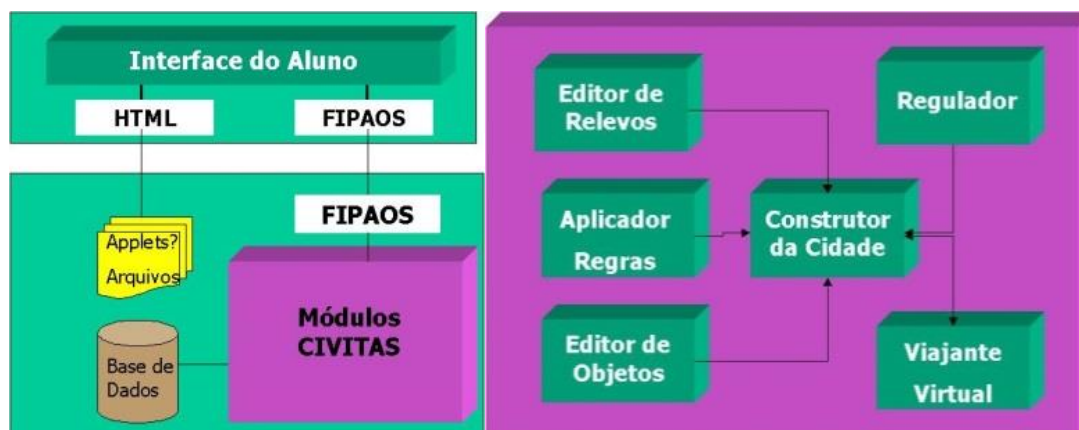 Interface do Aluno
HTML
FIPAOS
FIPAOS
Applets?
Arquivos
Módulos
CIVITAS
Base de
Dados
Editor de
Relevos
Regulador
Aplicador
Regras
Construtor
da Cidade
Editor de
Objetos
Viajante
Virtual